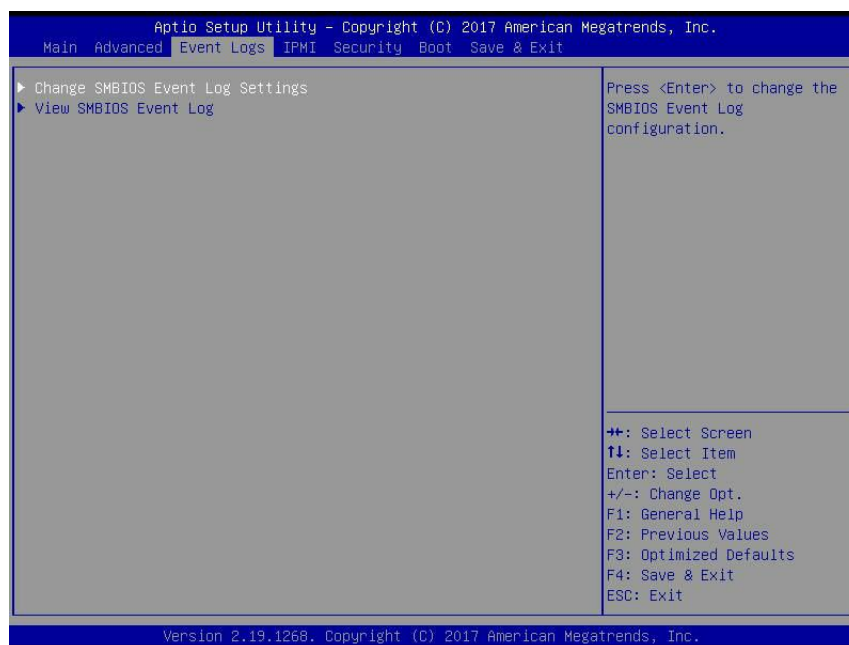 Aptio Setup Utility – Copyright (C) 2017 American Megatrends, Inc.
Main Advanced Event Logs IPMI Security Boot Save & Exit
Change SMBIOS Event Log Settings
View SMBIOS Event Log
Press <Enter> to change the
SMBIOS Event Log
configuration.
→←: Select Screen
↑↓: Select Item
Enter: Select
+/-: Change Opt.
F1: General Help
F2: Previous Values
F3: Optimized Defaults
F4: Save & Exit
ESC: Exit
Version 2.19.1268. Copyright (C) 2017 American Megatrends, Inc.